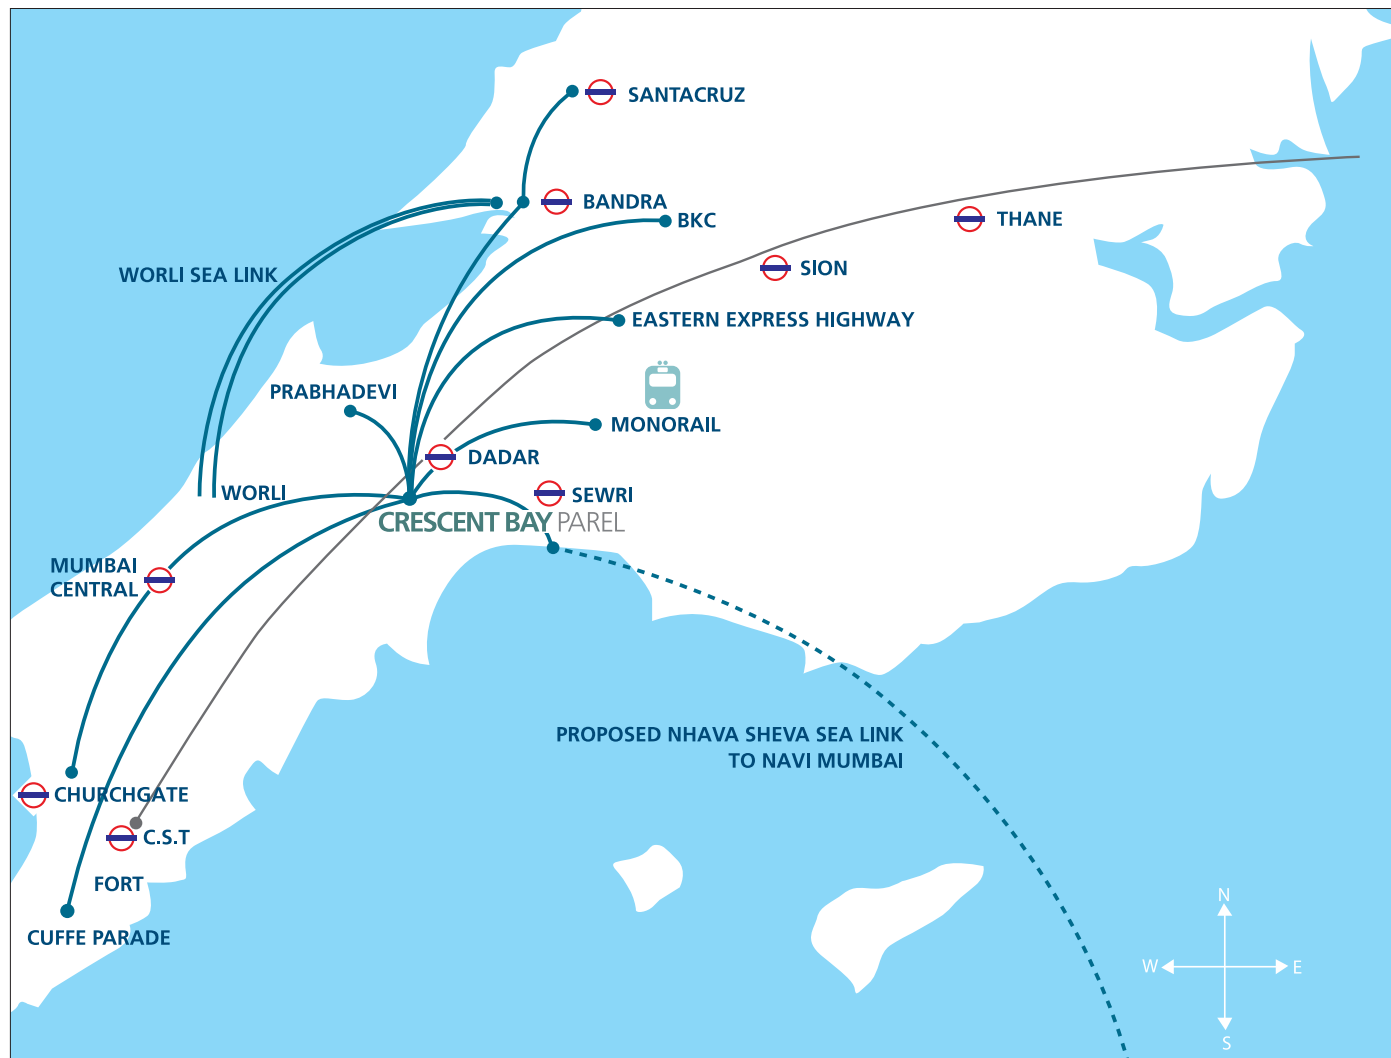 SANTACRUZ
BANDRA
BKC
THANE
SION
WORLI SEA LINK
EASTERN EXPRESS HIGHWAY
PRABHADEVI
MONORAIL
DADAR
WORLI
SEWRI
CRESCENT BAY PAREL
MUMBAI
CENTRAL
PROPOSED NHAVA SHEVA SEA LINK
TO NAVI MUMBAI
CHURCHGATE
C.S.T
FORT
CUFFE PARADE
N
W E
S